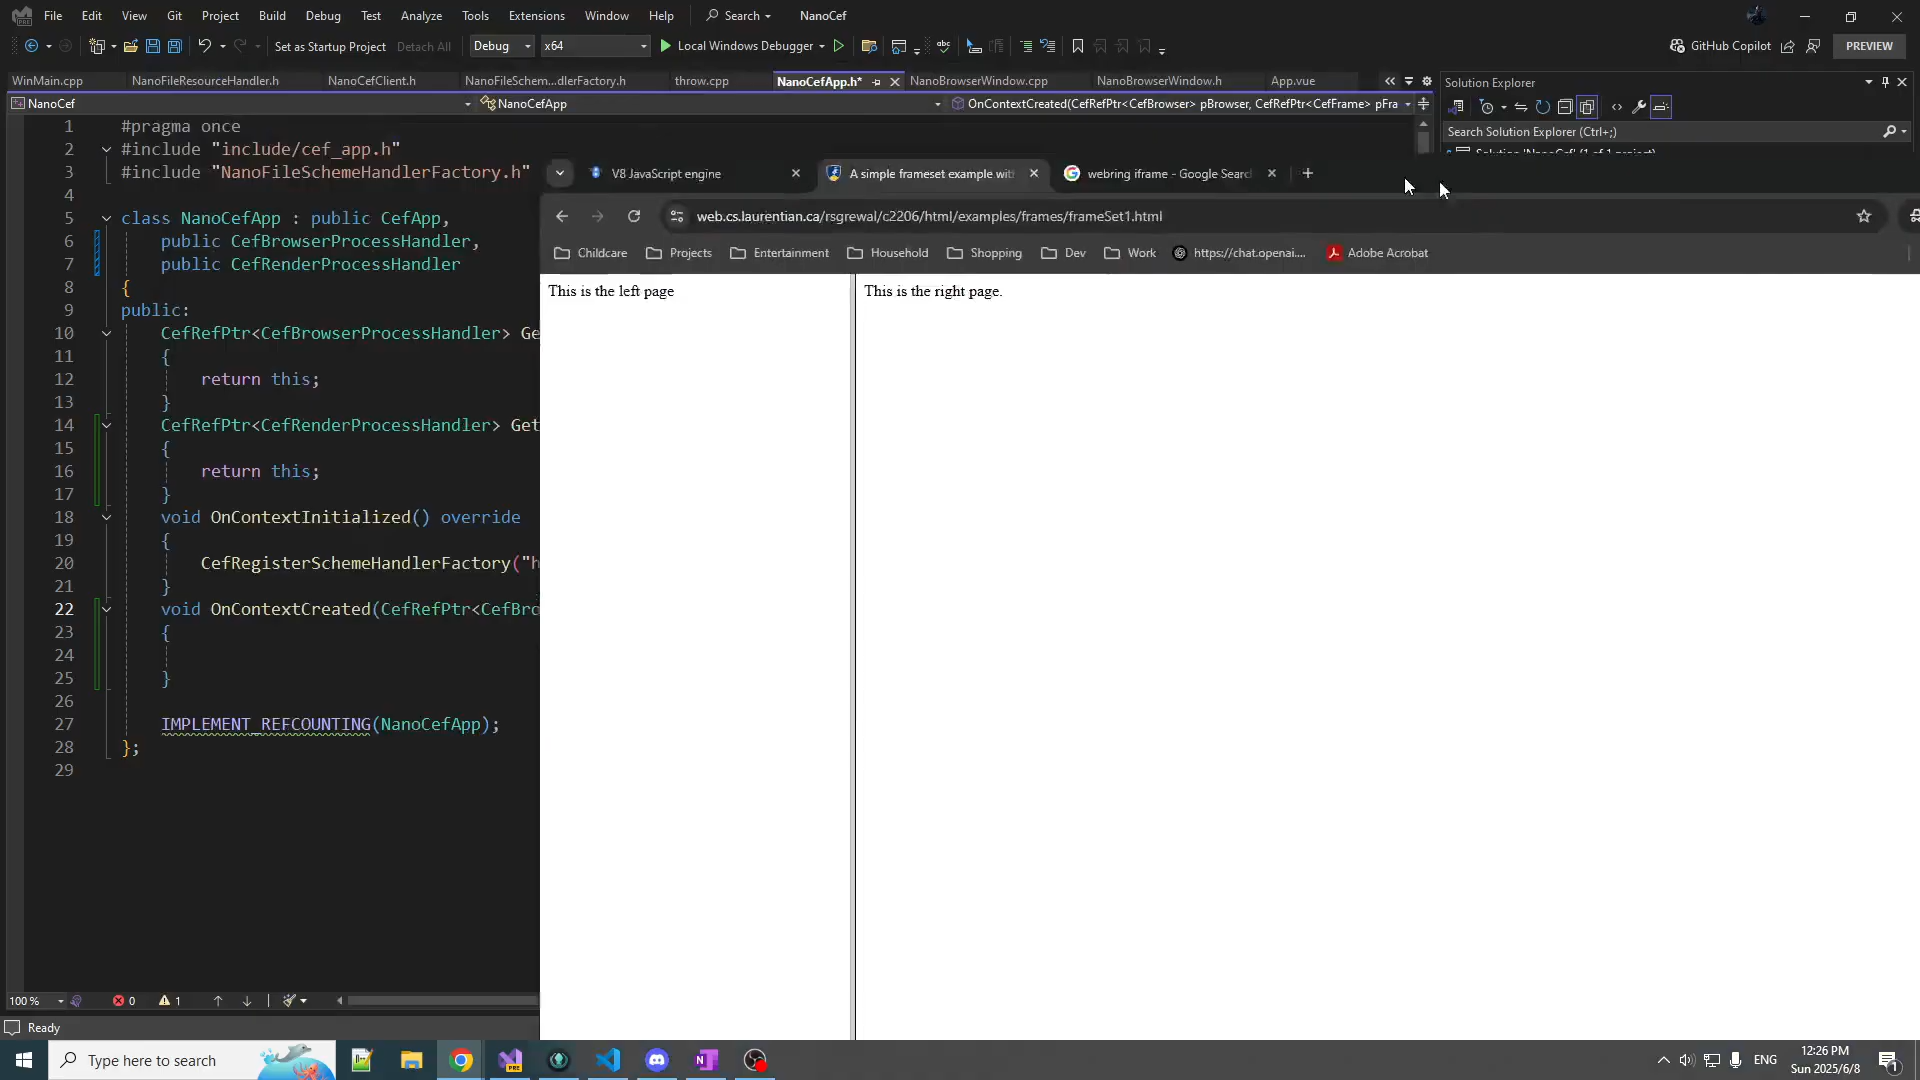 File Edit View Git Project Build Debug Test Analyze Tools Extensions Window Help Search NanoCef
Set as Startup Project Detach All Debug x64 Local Windows Debugger GitHub Copilot PREVIEW
WinMain.cpp NanoFileResourceHandler.h NanoCefClient.h NanoFileSchem...dlerFactory.h throw.cpp NanoCefApp.h* NanoBrowserWindow.cpp NanoBrowserWindow.h App.vue Solution Explorer
NanoCef NanoCefApp OnContextCreated(CefRefPtr<CefBrowser> pBrowser, CefRefPtr<CefFrame> pFra
Search Solution Explorer (Ctrl+;)
1 #pragma once
2 #include "include/cef_app.h"
3 #include "NanoFileSchemeHandlerFactory.h"
4
5 class NanoCefApp : public CefApp,
6 public CefBrowserProcessHandler,
7 public CefRenderProcessHandler
8 {
9 public:
10 CefRefPtr<CefBrowserProcessHandler> Ge
11 {
12 return this;
13 }
14 CefRefPtr<CefRenderProcessHandler> Get
15 {
16 return this;
17 }
18 void OnContextInitialized() override
19 {
20 CefRegisterSchemeHandlerFactory("h
21 }
22 void OnContextCreated(CefRefPtr<CefBro
23 {
24
25 }
26
27 IMPLEMENT_REFCOUNTING(NanoCefApp);
28 };
29
V8 JavaScript engine A simple frameset example wit webring iframe - Google Searc
web.cs.laurentian.ca/rsgrewal/c2206/html/examples/frames/frameSet1.html
Childcare Projects Entertainment Household Shopping Dev Work https://chat.openai.... Adobe Acrobat
This is the left page This is the right page.
100 % 0 1
Ready
Type here to search ENG 12:26 PM
Sun 2025/6/8 1